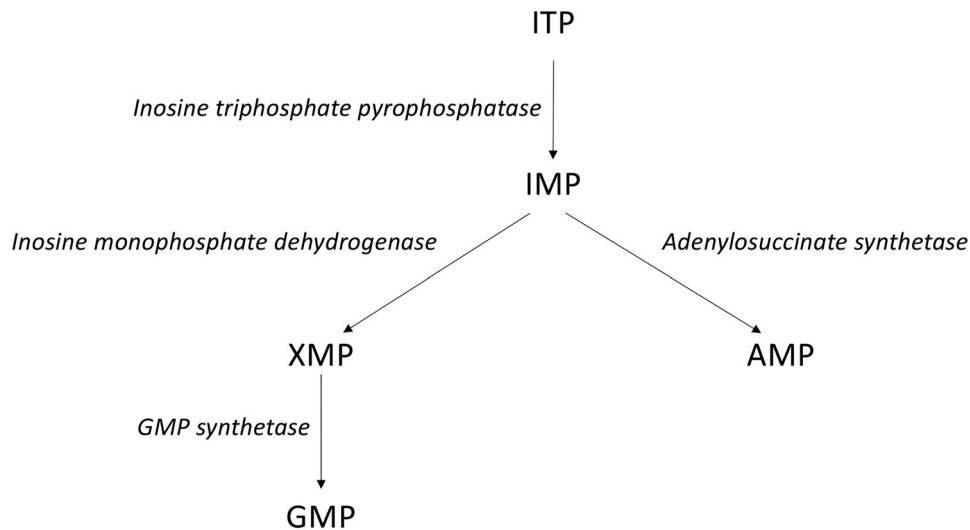 ITP
Inosine triphosphate pyrophosphatase
IMP
Inosine monophosphate dehydrogenase
Adenylosuccinate synthetase
XMP
AMP
GMP synthetase
GMP